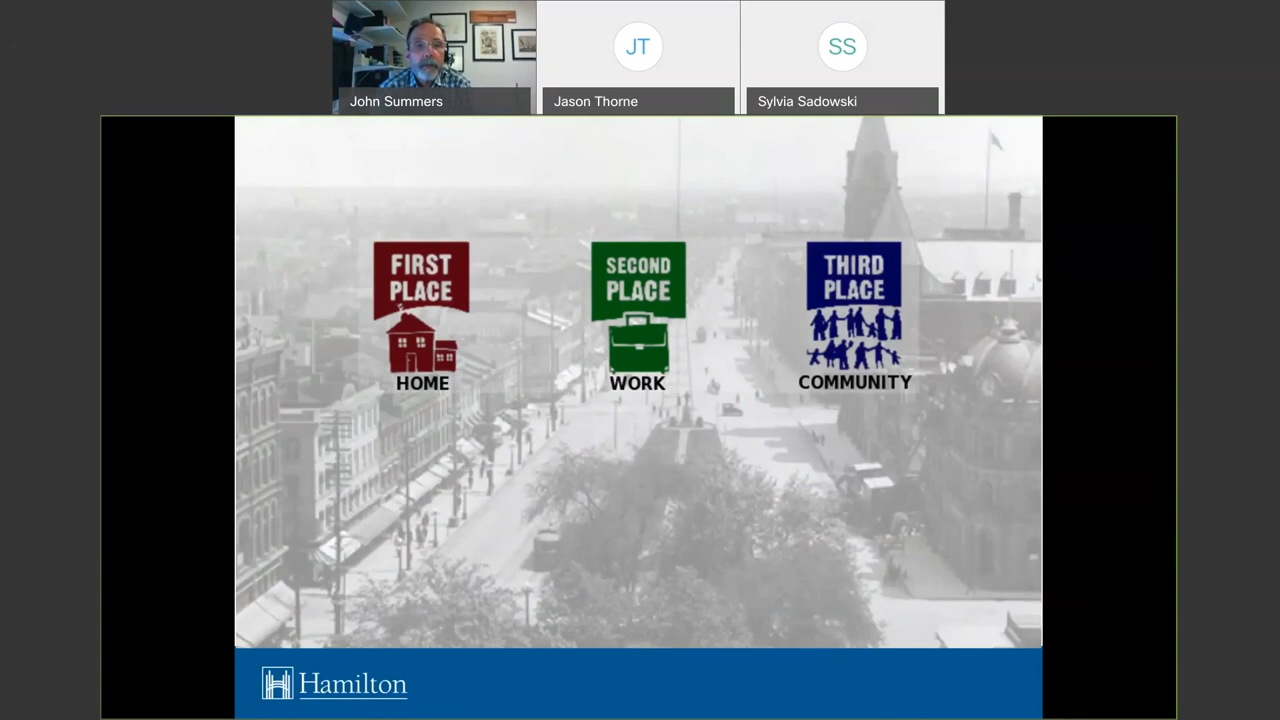 JT
SS
John Summers
Jason Thorne
Sylvia Sadowski
FIRST
PLACE
HOME
SECOND
PLACE
WORK
THIRD
PLACE
COMMUNITY
Hamilton